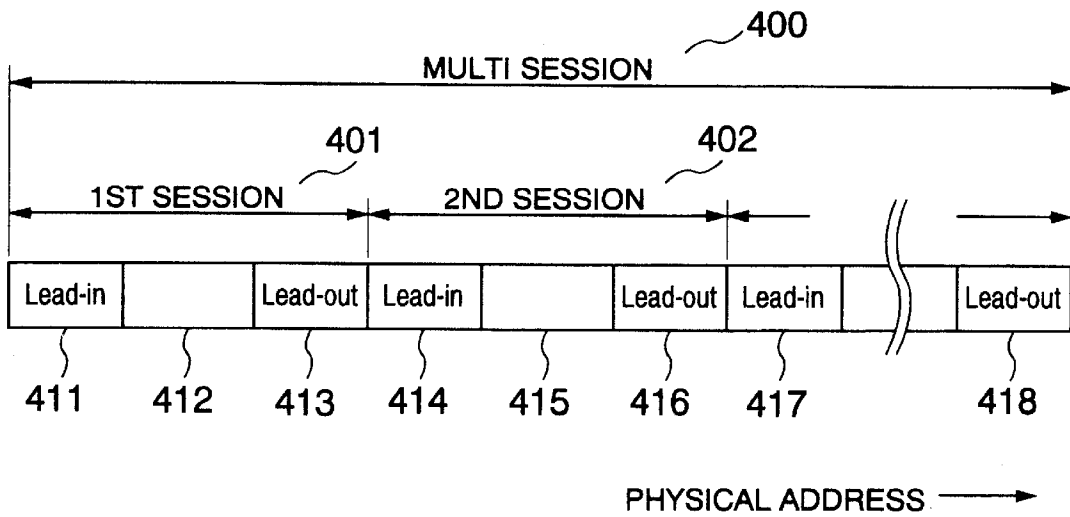 400
MULTI SESSION
401
402
1ST SESSION
2ND SESSION
Lead-in
Lead-out
Lead-in
Lead-out
Lead-in
Lead-out
411
412
413
414
415
416
417
418
PHYSICAL ADDRESS